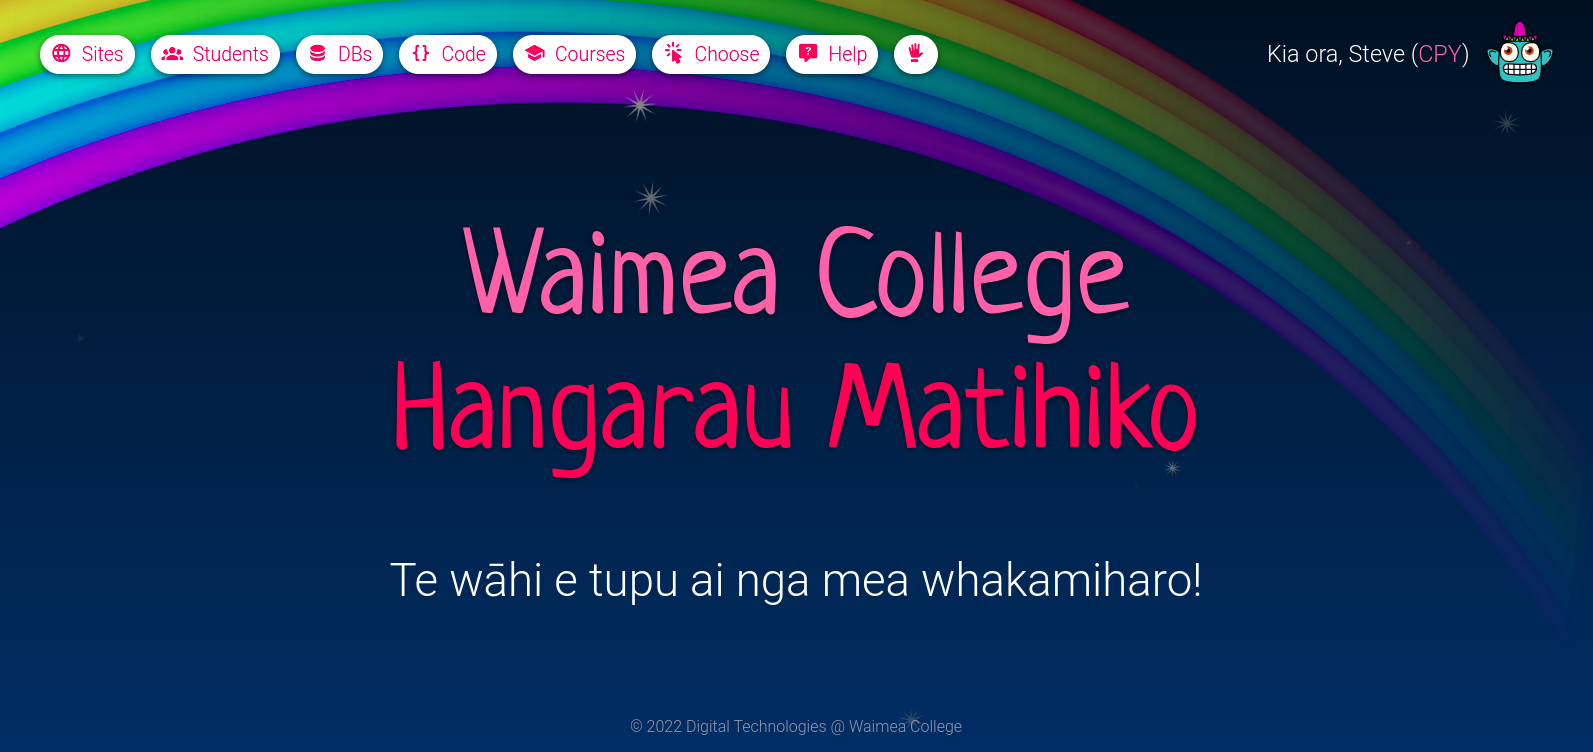 Sites Students DBs Code Courses Choose Help Kia ora, Steve (CPY)
Waimea College
Hangarau Matihiko
Te wāhi e tupu ai nga mea whakamiharo!
© 2022 Digital Technologies @ Waimea College